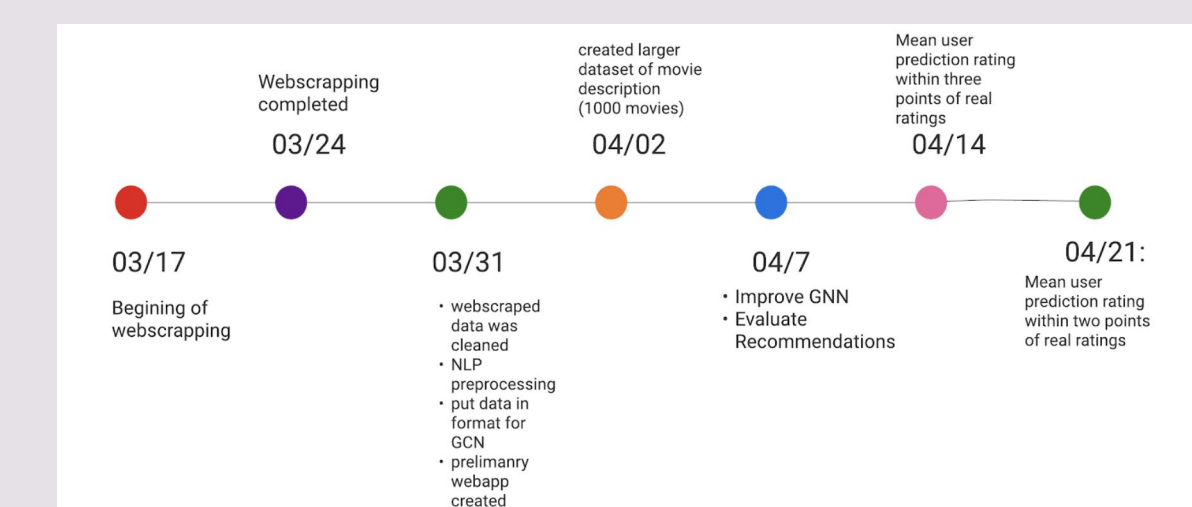 Webscrapping
completed
03/24
created larger
dataset of movie
description
(1000 movies)
04/02
Mean user
prediction rating
within three
points of real
ratings
04/14
03/17
Begining of
webscrapping
03/31
• webscraped
data was
cleaned
• NLP
preprocessing
• put data in
format for
GCN
• prelimanry
webapp
created
04/7
• Improve GNN
• Evaluate
Recommendations
04/21:
Mean user
prediction rating
within two points
of real ratings